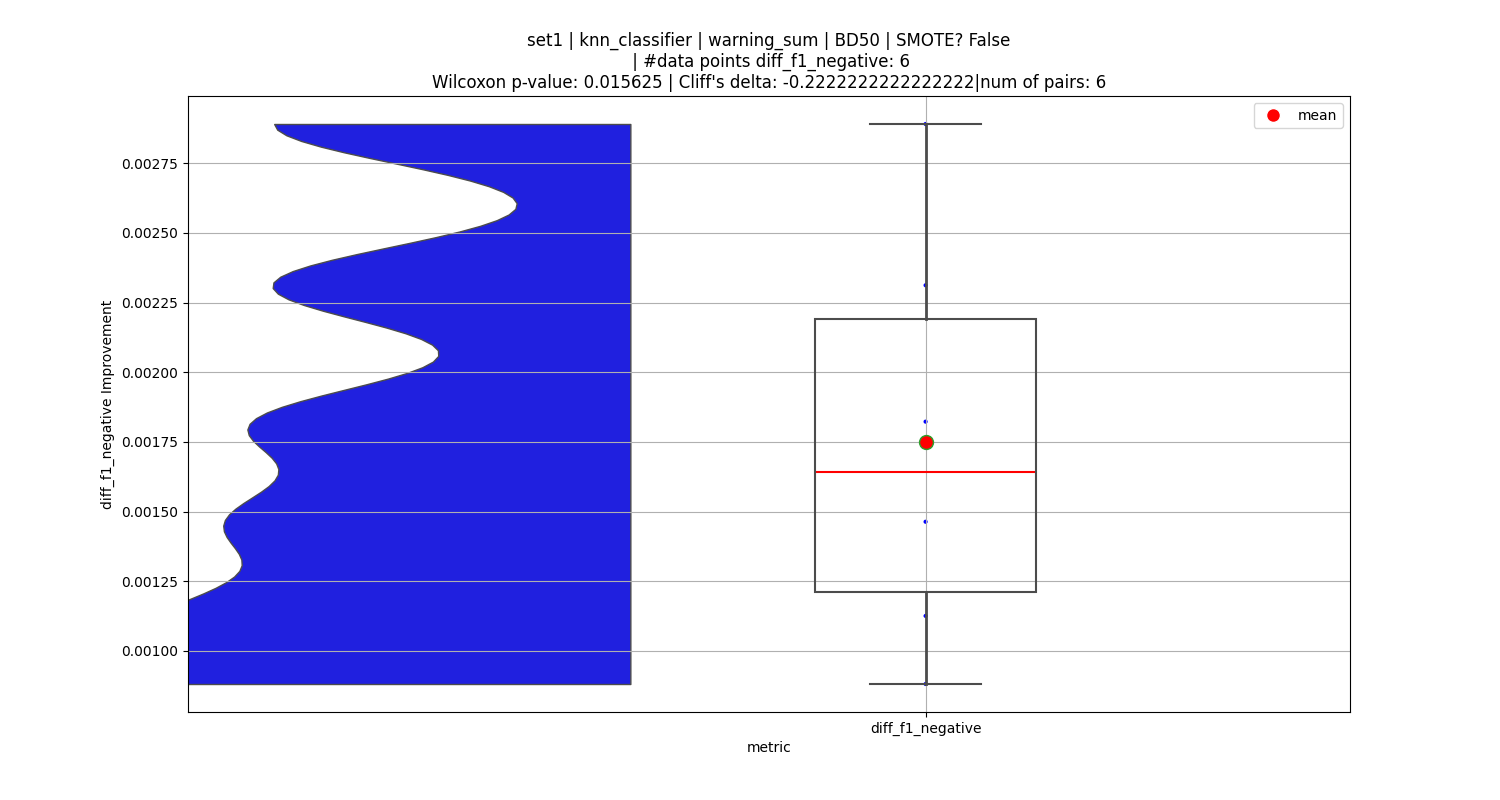 set1 | knn_classifier | warning_sum | BD50 | SMOTE? False
| #data points diff_f1_negative: 6
Wilcoxon p-value: 0.015625 | Cliff's delta: -0.2222222222222222|num of pairs: 6
mean
0.00275
0.00250
0.00225
0.00200
0.00175
0.00150
0.00125
0.00100
diff_f1_negative Improvement
diff_f1_negative
metric